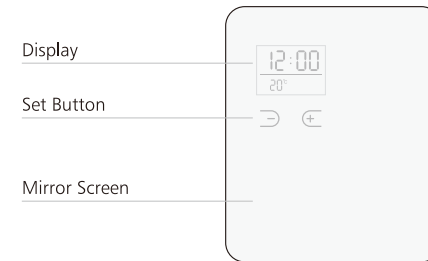 Display
12:00
20°
Set Button
− +
Mirror Screen